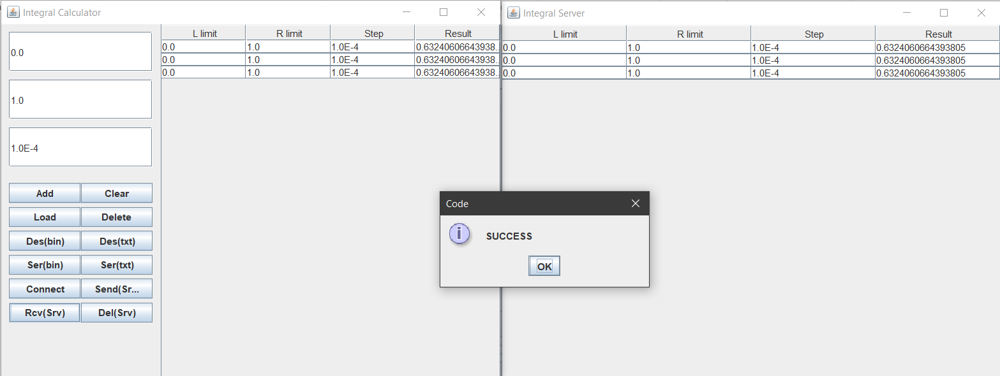 Integral Calculator
0.0
1.0
1.0E-4
Add Clear
Load Delete
Des(bin) Des(txt)
Ser(bin) Ser(txt)
Connect Send(Sr...
Rcv(Srv) Del(Srv)
L limit R limit Step Result
0.0 1.0 1.0E-4 0.63240606643938...
0.0 1.0 1.0E-4 0.63240606643938...
0.0 1.0 1.0E-4 0.63240606643938...
Integral Server
L limit R limit Step Result
0.0 1.0 1.0E-4 0.6324060664393805
0.0 1.0 1.0E-4 0.6324060664393805
0.0 1.0 1.0E-4 0.6324060664393805
Code
SUCCESS
OK